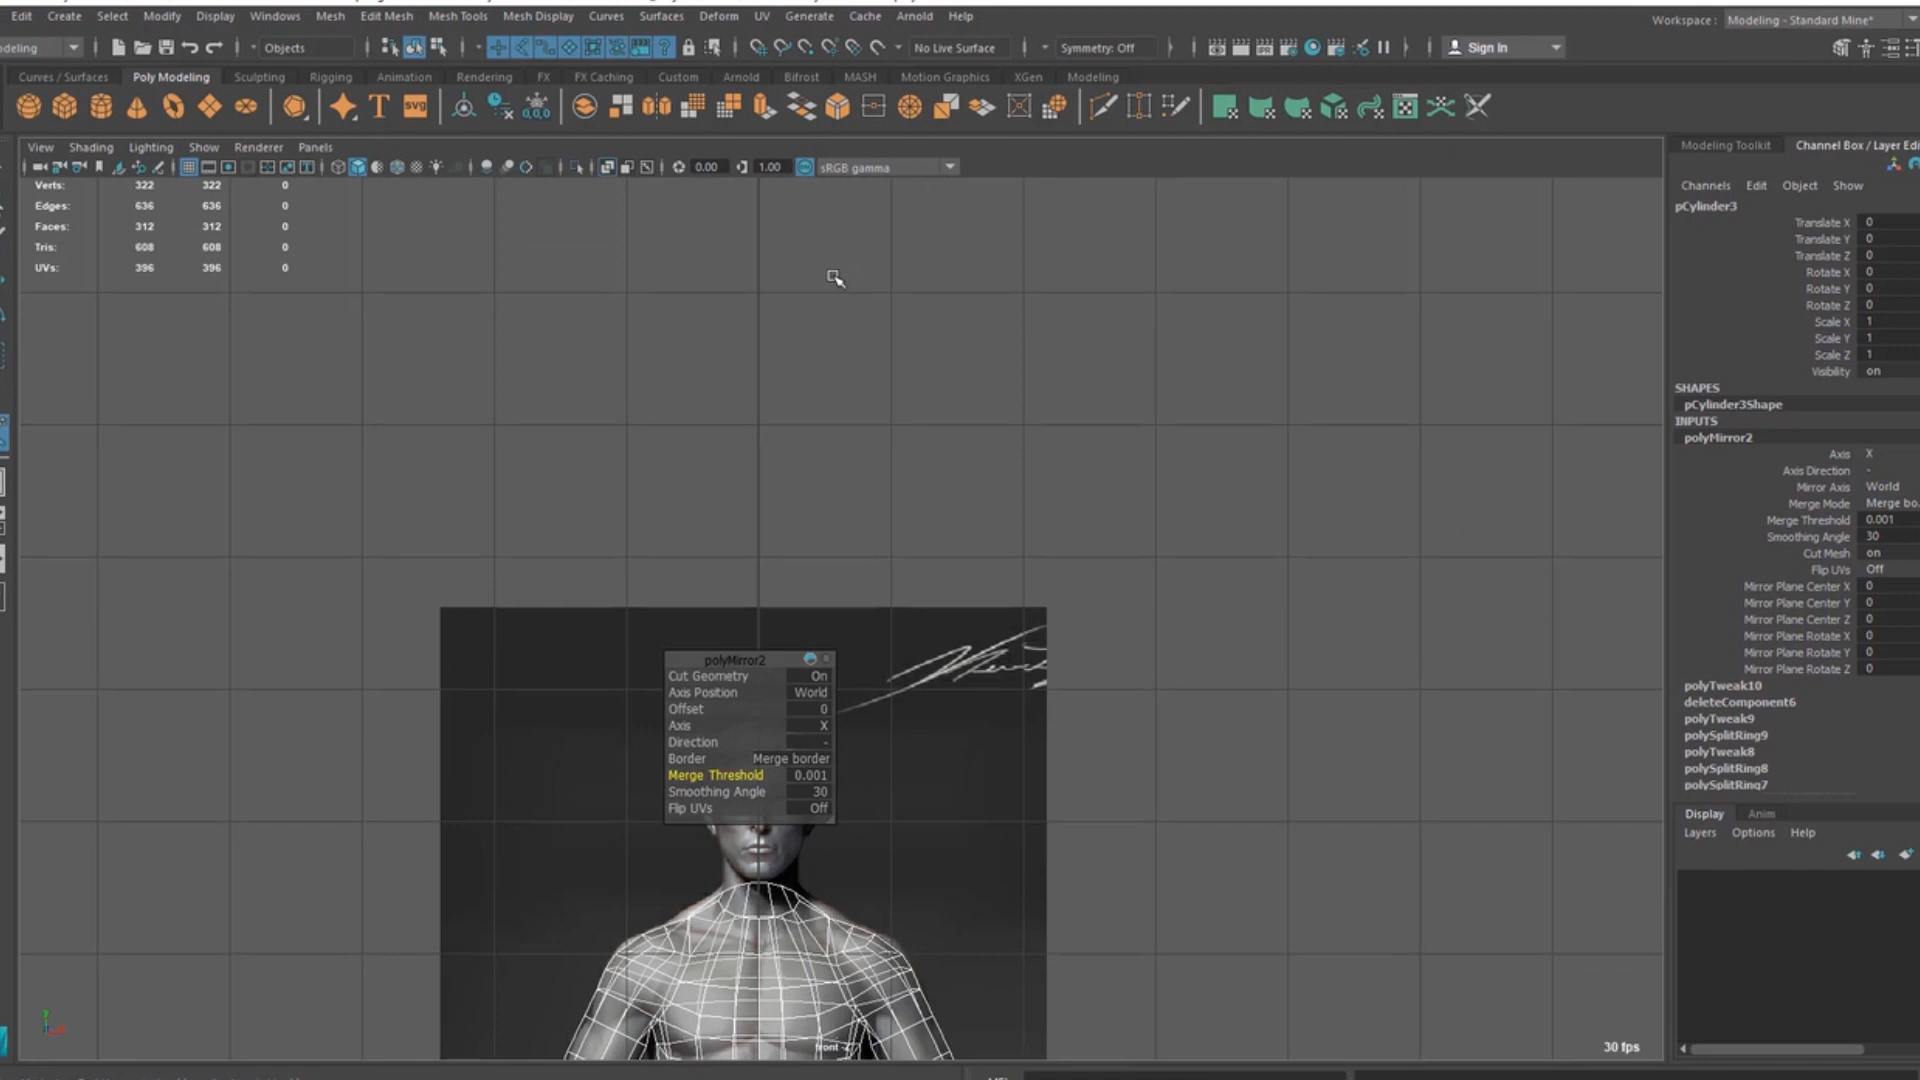 Edit Create Select Modify Display Windows Mesh Edit Mesh Mesh Tools Mesh Display Curves Surfaces Deform UV Generate Cache Arnold Help
Workspace : Modeling - Standard Mine*
Objects No Live Surface Symmetry: Off Sign In
Curves / Surfaces Poly Modeling Sculpting Rigging Animation Rendering FX FX Caching Custom Arnold Bifrost MASH Motion Graphics XGen Modeling
T svg 0,0,0
View Shading Lighting Show Renderer Panels
0.00 1.00 sRGB gamma
Verts: 322 322 0
Edges: 636 636 0
Faces: 312 312 0
Tris: 608 608 0
UVs: 396 396 0
polyMirror2
Cut Geometry On
Axis Position World
Offset 0
Axis X
Direction -
Border Merge border
Merge Threshold 0.001
Smoothing Angle 30
Flip UVs Off
30 fps
Modeling Toolkit Channel Box / Layer Edi
Channels Edit Object Show
pCylinder3
Translate X 0
Translate Y 0
Translate Z 0
Rotate X 0
Rotate Y 0
Rotate Z 0
Scale X 1
Scale Y 1
Scale Z 1
Visibility on
SHAPES
pCylinder3Shape
INPUTS
polyMirror2
Axis X
Axis Direction -
Mirror Axis World
Merge Mode Merge bo.
Merge Threshold 0.001
Smoothing Angle 30
Cut Mesh on
Flip UVs Off
Mirror Plane Center X 0
Mirror Plane Center Y 0
Mirror Plane Center Z 0
Mirror Plane Rotate X 0
Mirror Plane Rotate Y 0
Mirror Plane Rotate Z 0
polyTweak10
deleteComponent6
polyTweak9
polySplitRing9
polyTweak8
polySplitRing8
polySplitRing7
Display Anim
Layers Options Help